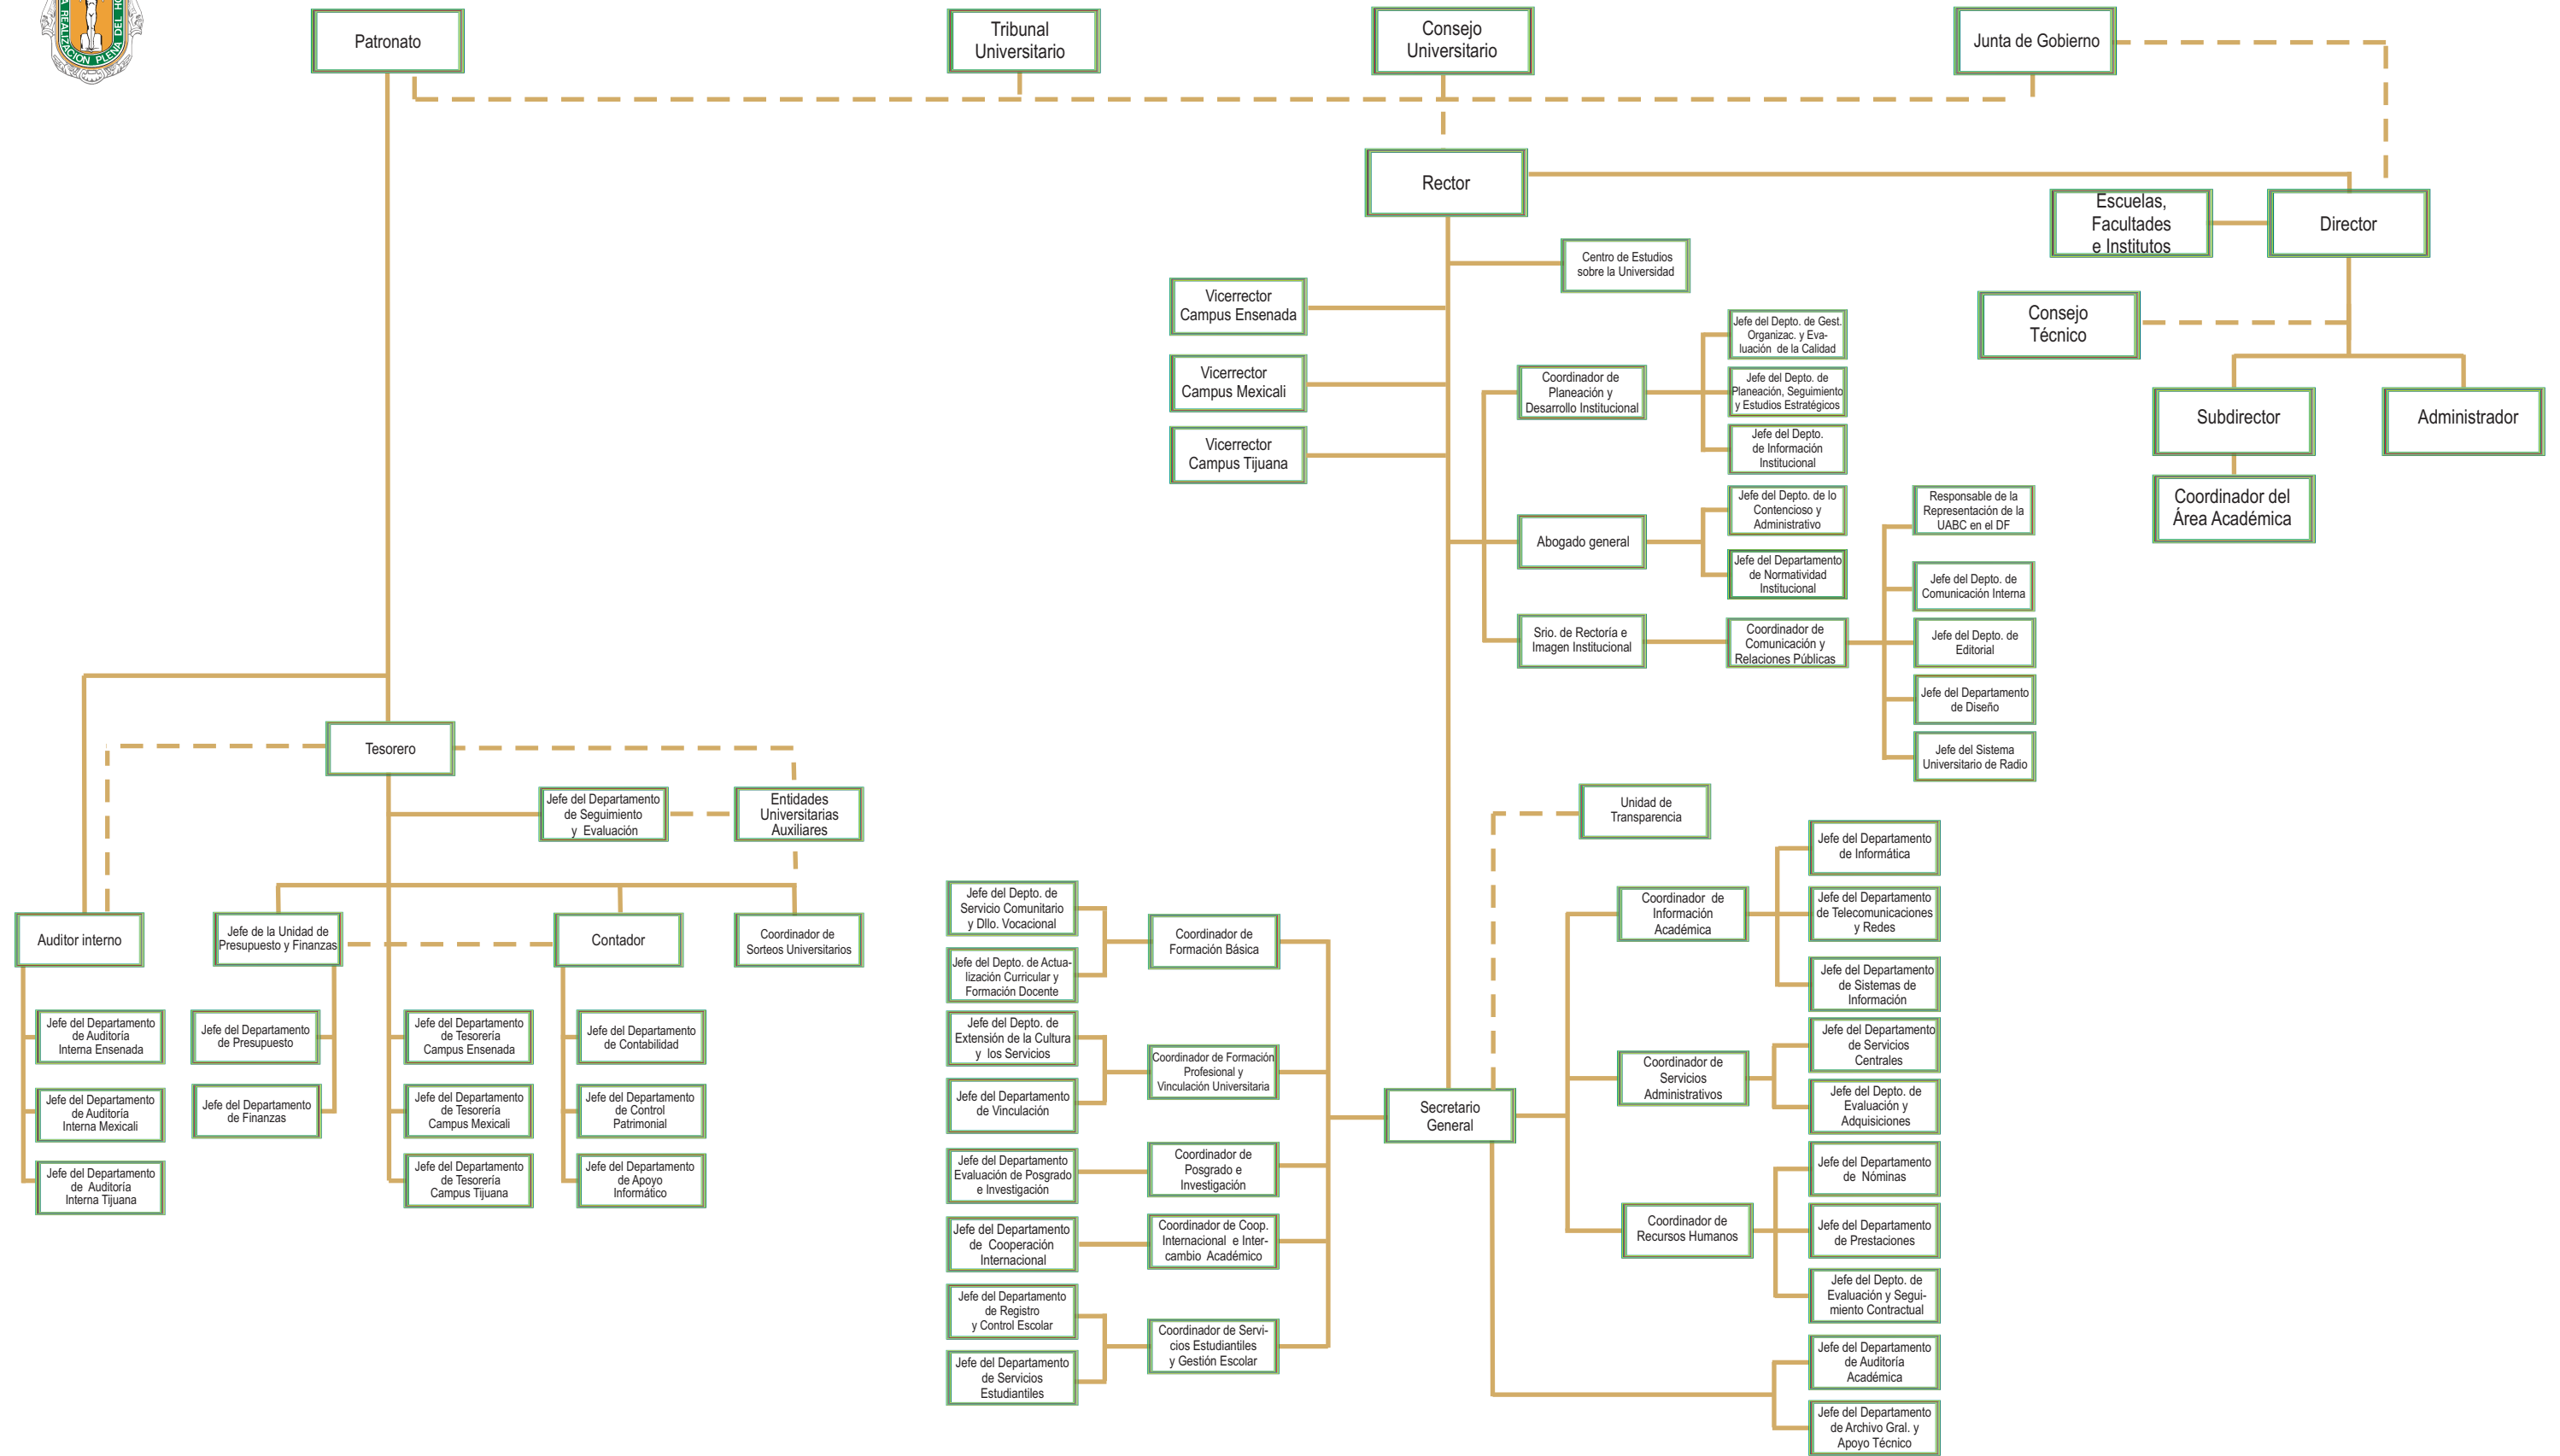 A REALIZACIÓN PLENA DEL HO
Patronato
Tribunal
Universitario
Consejo
Universitario
Junta de Gobierno
Rector
Escuelas,
Facultades
e Institutos
Director
Centro de Estudios
sobre la Universidad
Vicerrector
Campus Ensenada
Vicerrector
Campus Mexicali
Vicerrector
Campus Tijuana
Consejo
Técnico
Subdirector
Administrador
Coordinador del
Área Académica
Coordinador de
Planeación y
Desarrollo Institucional
Jefe del Depto. de Gest.
Organizac. y Eva-
luación de la Calidad
Jefe del Depto. de
Planeación, Seguimiento
y Estudios Estratégicos
Jefe del Depto.
de Información
Institucional
Abogado general
Jefe del Depto. de lo
Contencioso y
Administrativo
Jefe del Departamento
de Normatividad
Institucional
Srio. de Rectoría e
Imagen Institucional
Coordinador de
Comunicación y
Relaciones Públicas
Responsable de la
Representación de la
UABC en el DF
Jefe del Depto. de
Comunicación Interna
Jefe del Depto. de
Editorial
Jefe del Departamento
de Diseño
Jefe del Sistema
Universitario de Radio
Tesorero
Jefe del Departamento
de Seguimiento
y Evaluación
Entidades
Universitarias
Auxiliares
Auditor interno
Jefe de la Unidad de
Presupuesto y Finanzas
Contador
Coordinador de
Sorteos Universitarios
Jefe del Departamento
de Auditoría
Interna Ensenada
Jefe del Departamento
de Auditoría
Interna Mexicali
Jefe del Departamento
de Auditoría
Interna Tijuana
Jefe del Departamento
de Presupuesto
Jefe del Departamento
de Finanzas
Jefe del Departamento
de Tesorería
Campus Ensenada
Jefe del Departamento
de Tesorería
Campus Mexicali
Jefe del Departamento
de Tesorería
Campus Tijuana
Jefe del Departamento
de Contabilidad
Jefe del Departamento
de Control
Patrimonial
Jefe del Departamento
de Apoyo
Informático
Unidad de
Transparencia
Secretario
General
Jefe del Depto. de
Servicio Comunitario
y Dllo. Vocacional
Jefe del Depto. de Actua-
lización Curricular y
Formación Docente
Coordinador de
Formación Básica
Jefe del Depto. de
Extensión de la Cultura
y los Servicios
Jefe del Departamento
de Vinculación
Coordinador de Formación
Profesional y
Vinculación Universitaria
Jefe del Departamento
Evaluación de Posgrado
e Investigación
Coordinador de
Posgrado e
Investigación
Jefe del Departamento
de Cooperación
Internacional
Coordinador de Coop.
Internacional e Inter-
cambio Académico
Jefe del Departamento
de Registro
y Control Escolar
Jefe del Departamento
de Servicios
Estudiantiles
Coordinador de Servi-
cios Estudiantiles
y Gestión Escolar
Coordinador de
Información
Académica
Jefe del Departamento
de Informática
Jefe del Departamento
de Telecomunicaciones
y Redes
Jefe del Departamento
de Sistemas de
Información
Coordinador de
Servicios
Administrativos
Jefe del Departamento
de Servicios
Centrales
Jefe del Depto. de
Evaluación y
Adquisiciones
Coordinador de
Recursos Humanos
Jefe del Departamento
de Nóminas
Jefe del Departamento
de Prestaciones
Jefe del Depto. de
Evaluación y Segui-
miento Contractual
Jefe del Departamento
de Auditoría
Académica
Jefe del Departamento
de Archivo Gral. y
Apoyo Técnico